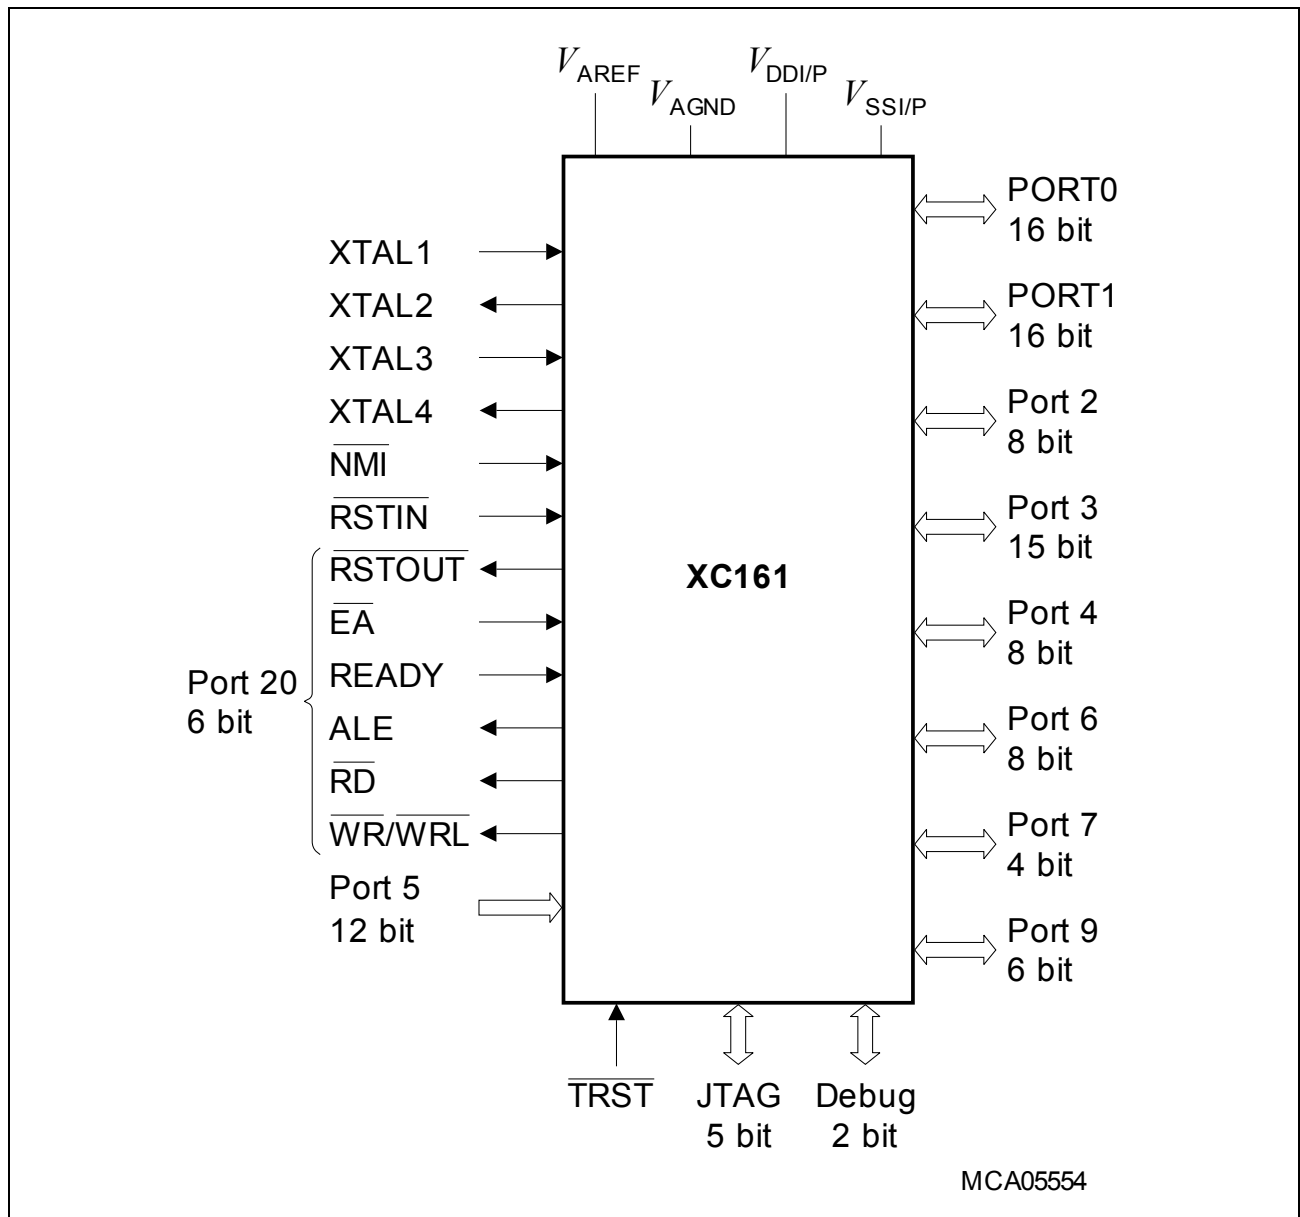 VAREF
VAGND
VDDI/P
VSSI/P
XTAL1
XTAL2
XTAL3
XTAL4
NMI
RSTIN
RSTOUT
EA
READY
ALE
RD
WR/WRL
Port 20
6 bit
Port 5
12 bit
XC161
PORT0
16 bit
PORT1
16 bit
Port 2
8 bit
Port 3
15 bit
Port 4
8 bit
Port 6
8 bit
Port 7
4 bit
Port 9
6 bit
TRST
JTAG
5 bit
Debug
2 bit
MCA05554